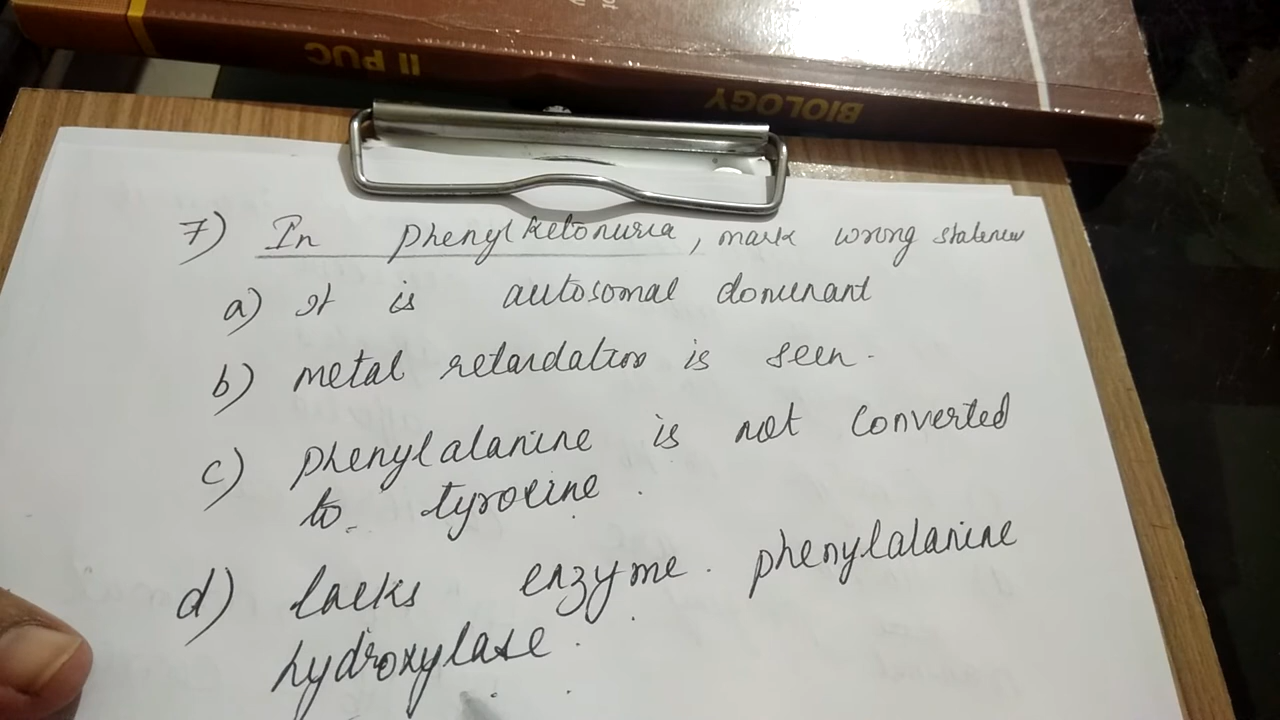 II PUC
BIOLOGY
7) In phenylketonuria, mark wrong
a) It is autosomal dominant
b) metal retardation is seen.
c) phenylalanine is not converted
to tyrosine.
d) lacks enzyme. phenylalanine
hydroxylase.